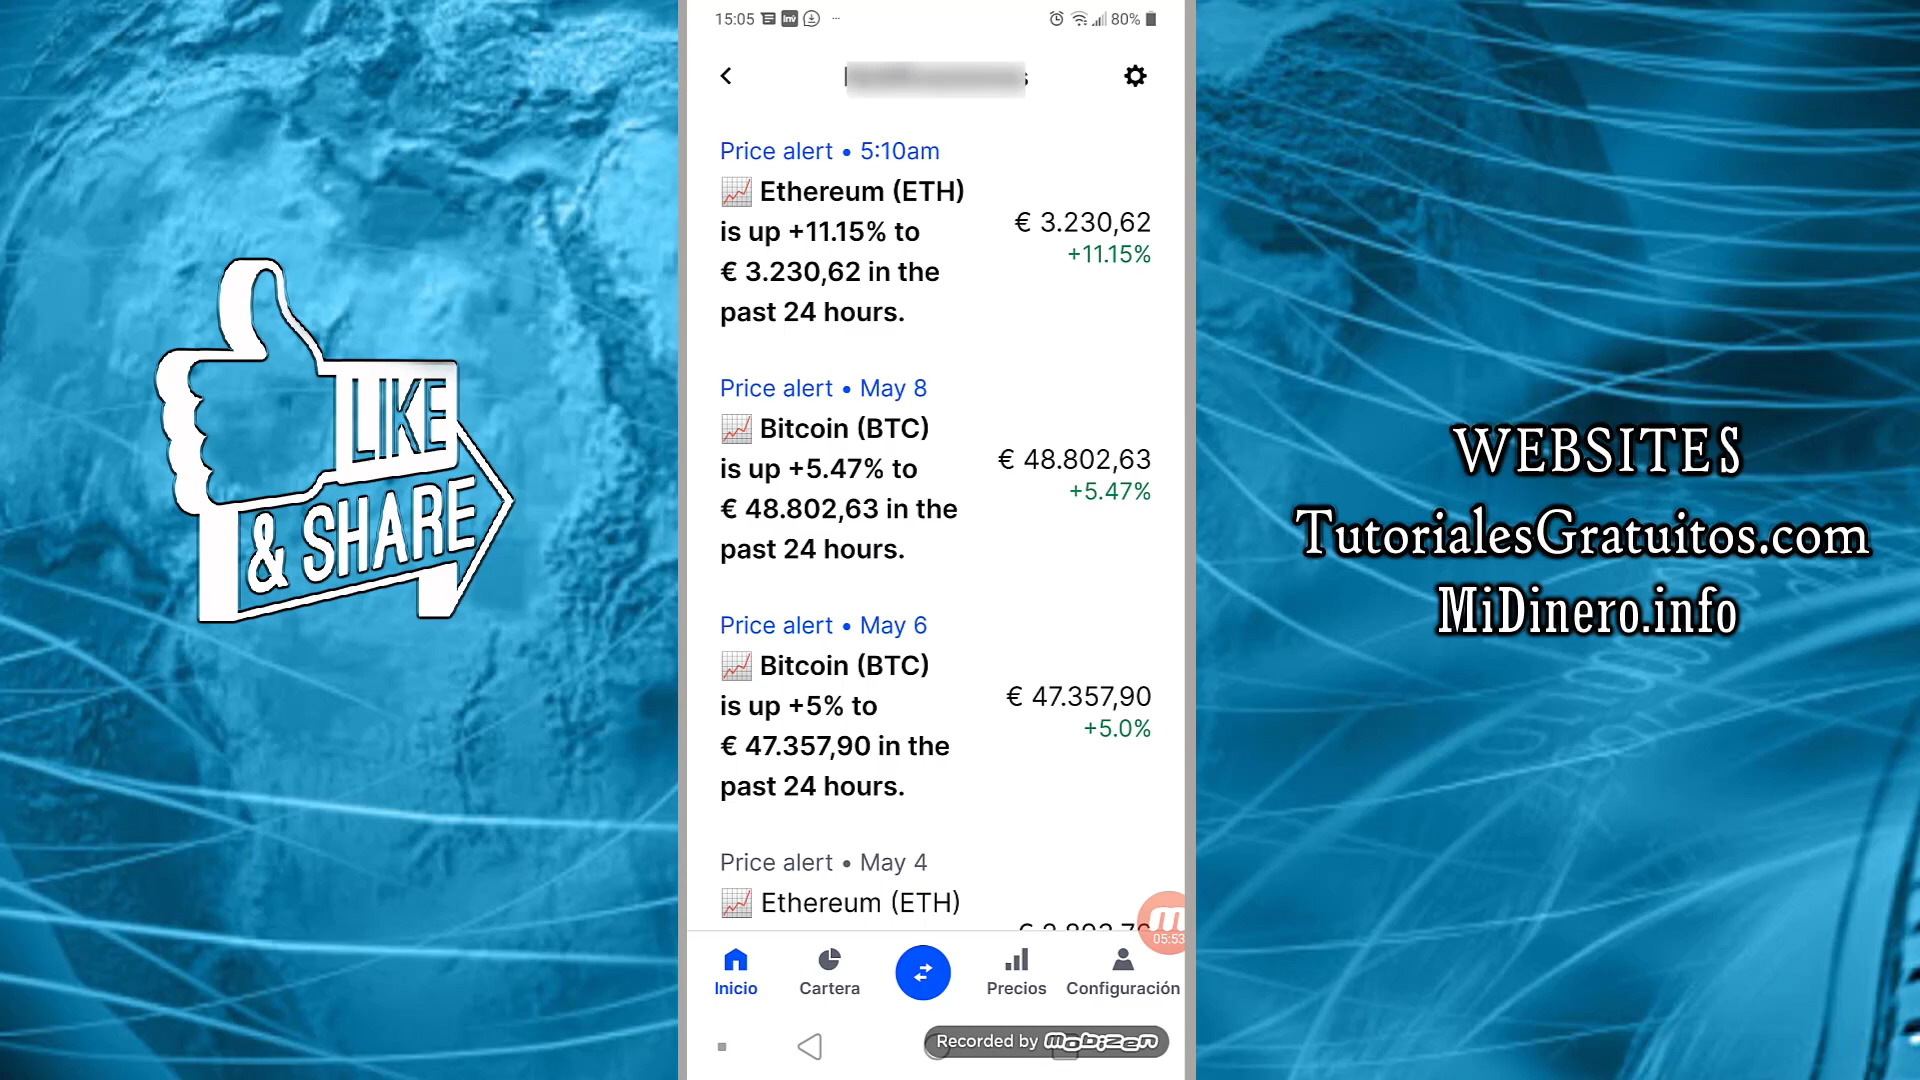 15:05
80%
Price alert • 5:10am
Ethereum (ETH)
is up +11.15% to
€ 3.230,62 in the
past 24 hours.
€ 3.230,62
+11.15%
Price alert • May 8
Bitcoin (BTC)
is up +5.47% to
€ 48.802,63 in the
past 24 hours.
€ 48.802,63
+5.47%
Price alert • May 6
Bitcoin (BTC)
is up +5% to
€ 47.357,90 in the
past 24 hours.
€ 47.357,90
+5.0%
Price alert • May 4
Ethereum (ETH)
05:53
Inicio
Cartera
Precios
Configuración
Recorded by mobizen
LIKE
& SHARE
WEBSITES
TutorialesGratuitos.com
MiDinero.info